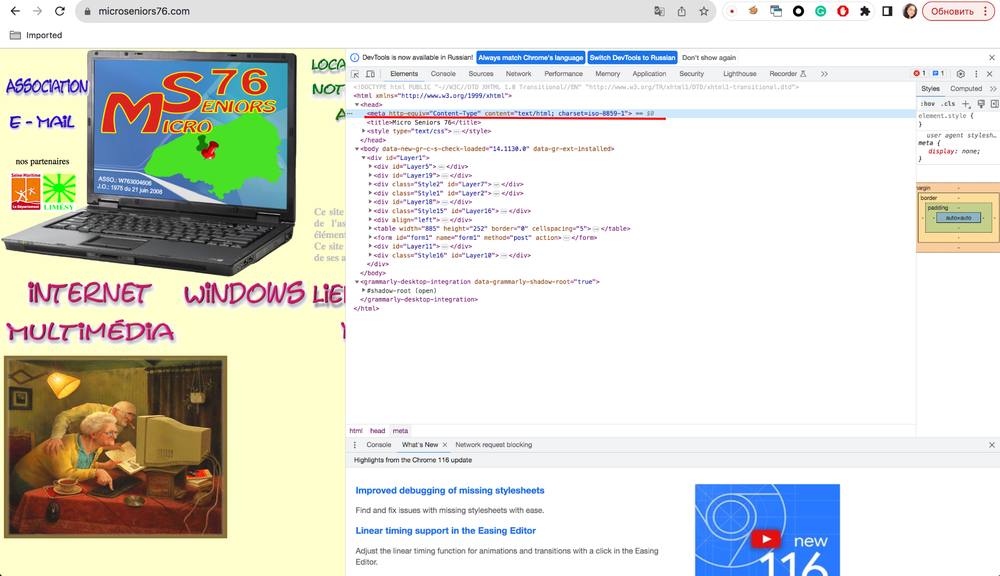 microseniors76.com
Обновить
Imported
ASSOCIATION
E - MAIL
nos partenaires
Seine-Maritime
Le Département
LIMÉSY
MS76
MICRO SENIORS
ASSO.: W763004606
J.O.: 1975 du 21 juin 2008
LOCA
NOT
A
Ce site
de l'as
élément
Ce site
de ses a
INTERNET
WINDOWS
LIE
MULTIMÉDIA
DevTools is now available in Russian!
Always match Chrome's language
Switch DevTools to Russian
Don't show again
Elements
Console
Sources
Network
Performance
Memory
Application
Security
Lighthouse
Recorder
1
1
<!DOCTYPE html PUBLIC "-//W3C//DTD XHTML 1.0 Transitional//EN" "http://www.w3.org/TR/xhtml1/DTD/xhtml1-transitional.dtd">
<html xmlns="http://www.w3.org/1999/xhtml">
<head>
<meta http-equiv="Content-Type" content="text/html; charset=iso-8859-1"> == $0
<title>Micro Seniors 76</title>
<style type="text/css">…</style>
</head>
<body data-new-gr-c-s-check-loaded="14.1130.0" data-gr-ext-installed>
<div id="Layer1">
<div id="Layer5">…</div>
<div id="Layer19">…</div>
<div class="Style2" id="Layer7">…</div>
<div class="Style1" id="Layer2">…</div>
<div id="Layer18">…</div>
<div class="Style15" id="Layer16">…</div>
<div align="left">…</div>
<table width="885" height="252" border="0" cellspacing="5">…</table>
<form id="form1" name="form1" method="post" action>…</form>
<div id="Layer11">…</div>
<div class="Style16" id="Layer10">…</div>
</div>
</body>
<grammarly-desktop-integration data-grammarly-shadow-root="true">
#shadow-root (open)
</grammarly-desktop-integration>
</html>
html
head
meta
Styles
Computed
:hov
.cls
element.style {
}
user agent stylesh…
meta {
display: none;
}
margin
-
border
-
padding
-
- - auto×auto - -
-
-
-
Console
What's New
Network request blocking
Highlights from the Chrome 116 update
Improved debugging of missing stylesheets
Find and fix issues with missing stylesheets with ease.
Linear timing support in the Easing Editor
Adjust the linear timing function for animations and transitions with a click in the Easing
Editor.
new
116